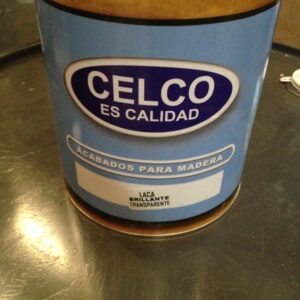 CELCO
ES CALIDAD
ACABADOS PARA MADERA
LACA
BRILLANTE
TRANSPARENTE